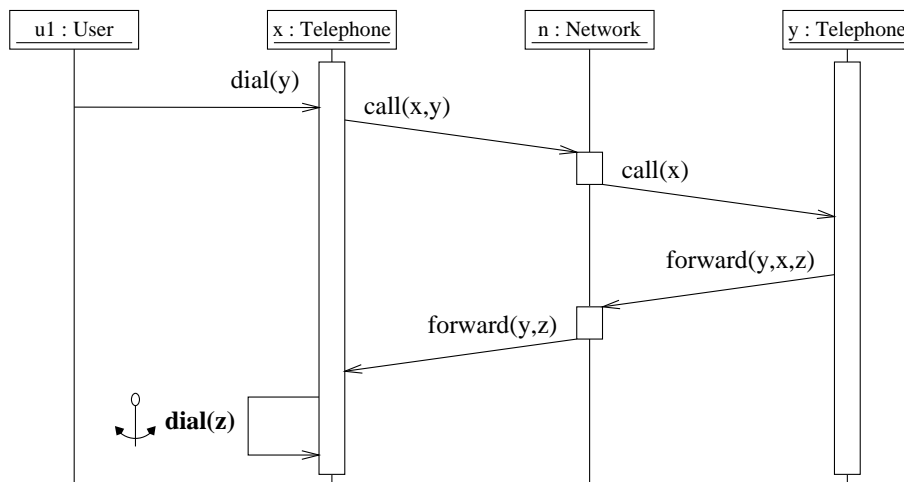 u1 : User
x : Telephone
n : Network
y : Telephone
dial(y)
call(x,y)
call(x)
forward(y,x,z)
forward(y,z)
dial(z)